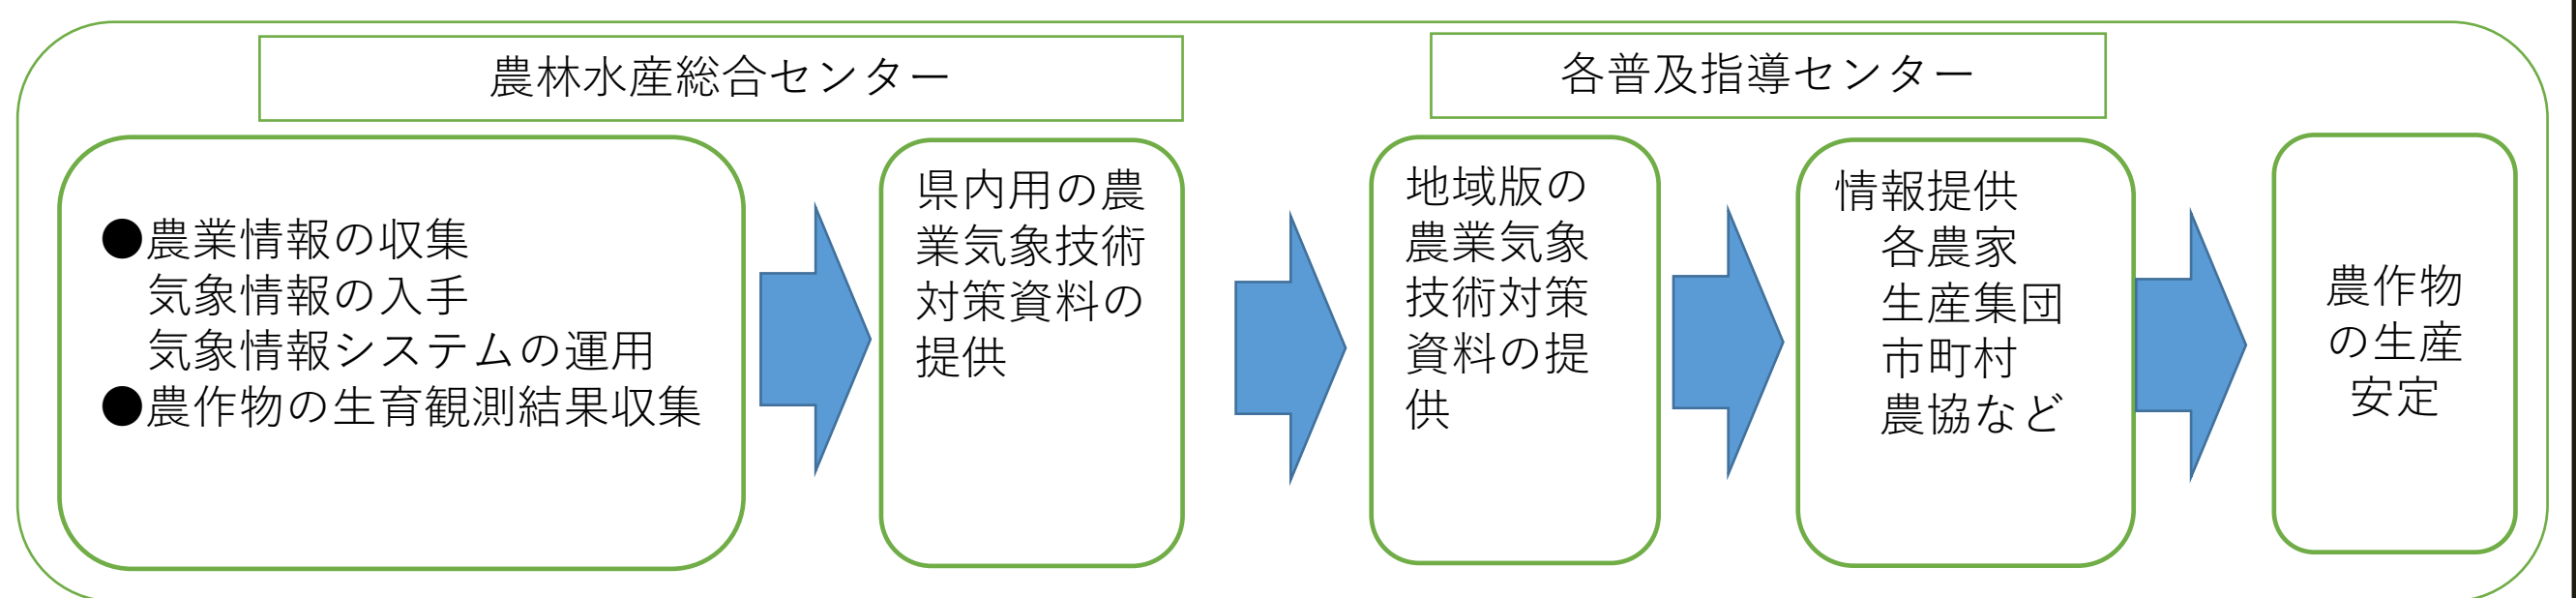 農林水産総合センター
各普及指導センター
●農業情報の収集
気象情報の入手
気象情報システムの運用
●農作物の生育観測結果収集
県内用の農
業気象技術
対策資料の
提供
地域版の
農業気象
技術対策
資料の提
供
情報提供
各農家
生産集団
市町村
農協など
農作物
の生産
安定